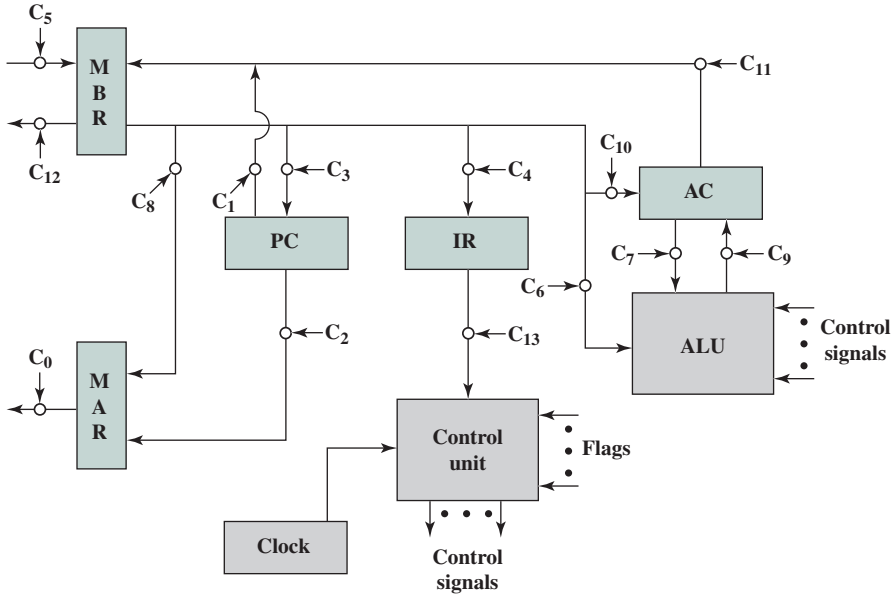 C5
M
B
R
C12
C8
C1
C3
C4
C11
C10
AC
PC
IR
C7
C9
C6
C2
C13
ALU
Control
signals
C0
M
A
R
Control
unit
Flags
Clock
Control
signals